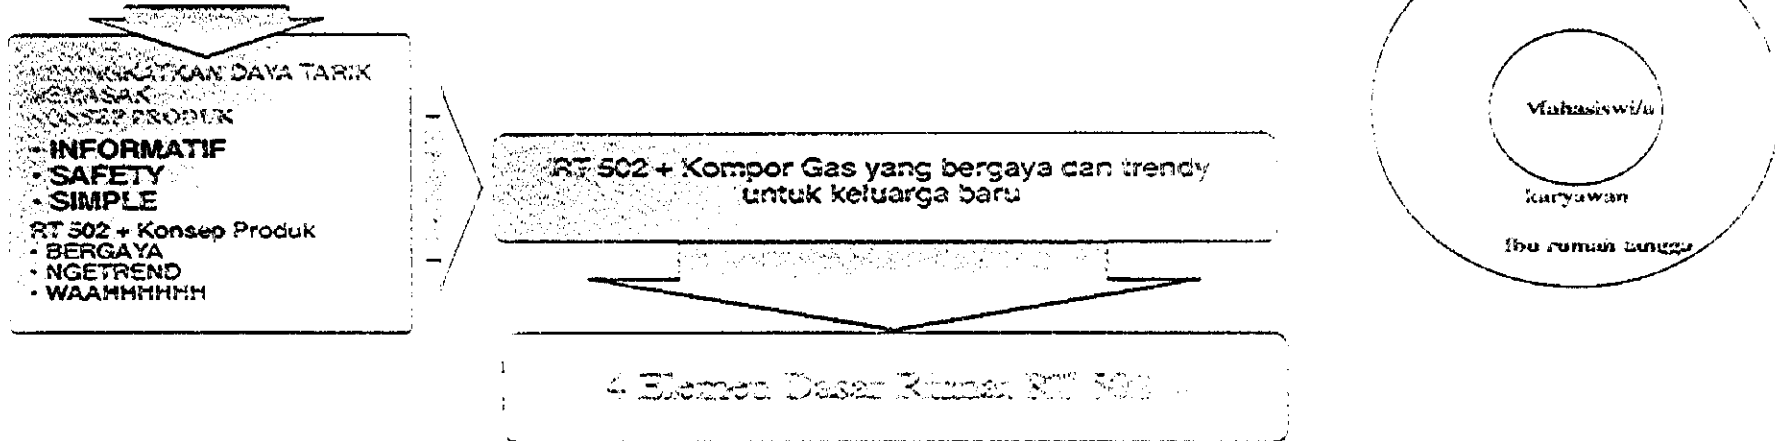 MENINGKATKAN DAYA TARIK
MEMASAK
KONSEP PRODUK
- INFORMATIF
- SAFETY
- SIMPLE
RT 502 + Konsep Produk
- BERGAYA
- NGETREND
- WAAHHHHHH
RT 502 + Kompor Gas yang bergaya dan trendy
untuk keluarga baru
4 Elemen Dasar Rinnai RT 502 +
Mahasiswi/a
karyawan
Ibu rumah tangga